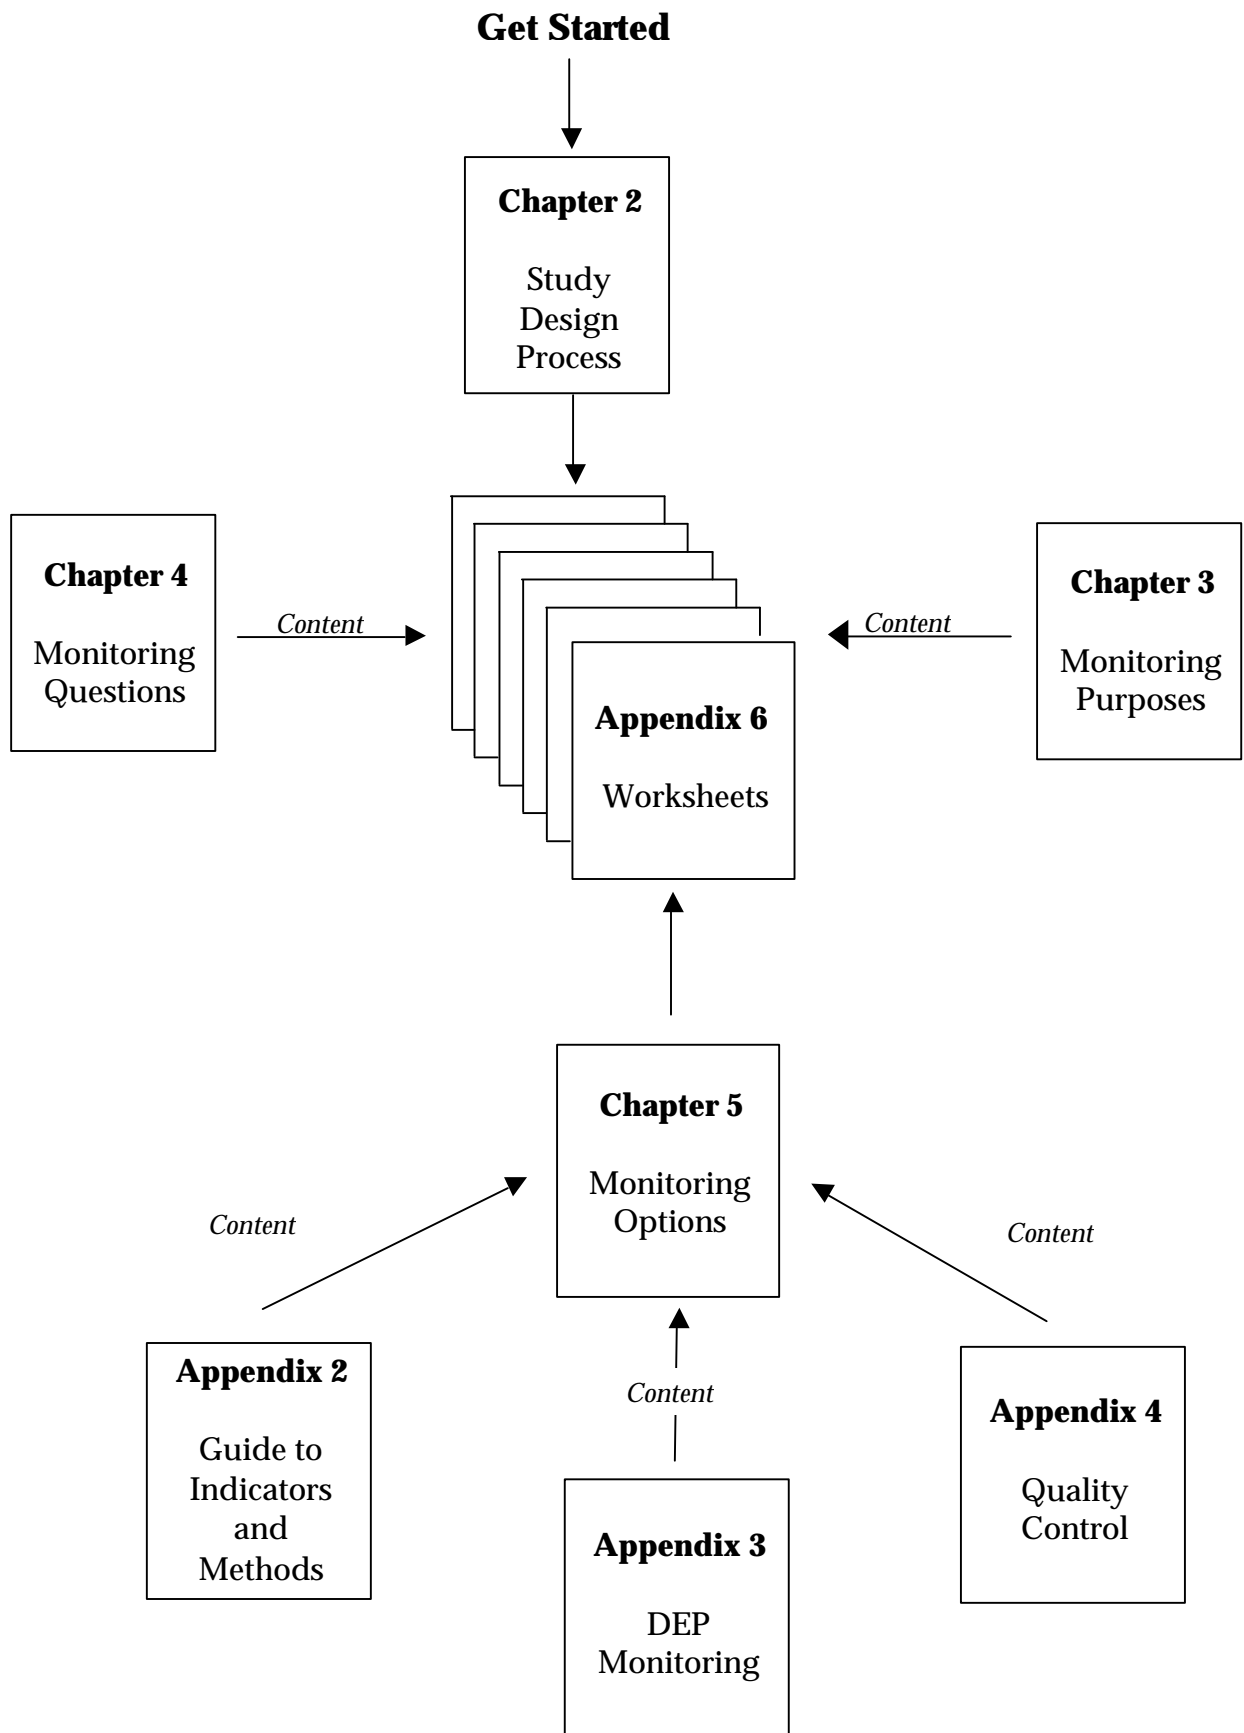 Get Started
Chapter 2
Study
Design
Process
Chapter 4
Monitoring
Questions
Content
Content
Chapter 3
Monitoring
Purposes
Appendix 6
Worksheets
Chapter 5
Monitoring
Options
Content
Content
Content
Appendix 2
Guide to
Indicators
and
Methods
Appendix 3
DEP
Monitoring
Appendix 4
Quality
Control